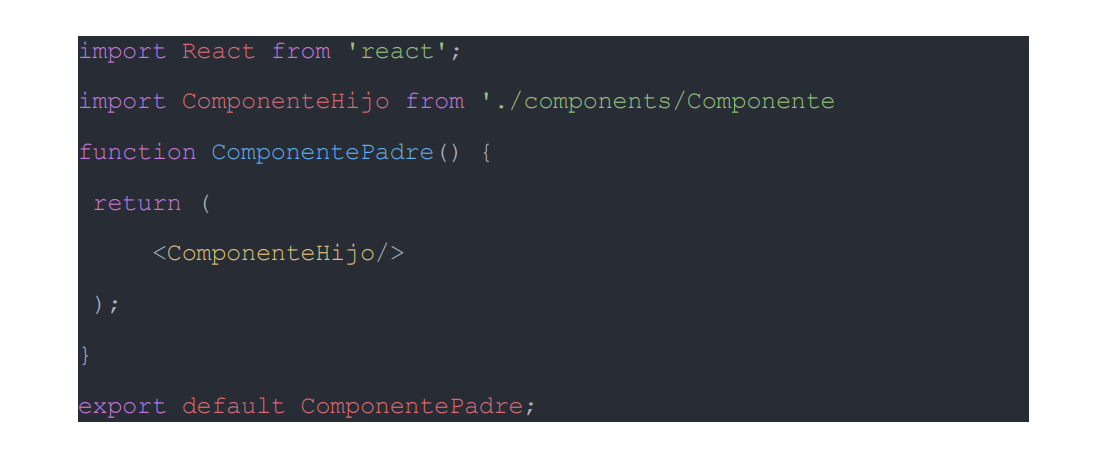 import React from 'react';
import ComponenteHijo from './components/Componente
function ComponentePadre() {
return (
<ComponenteHijo/>
);
}
export default ComponentePadre;